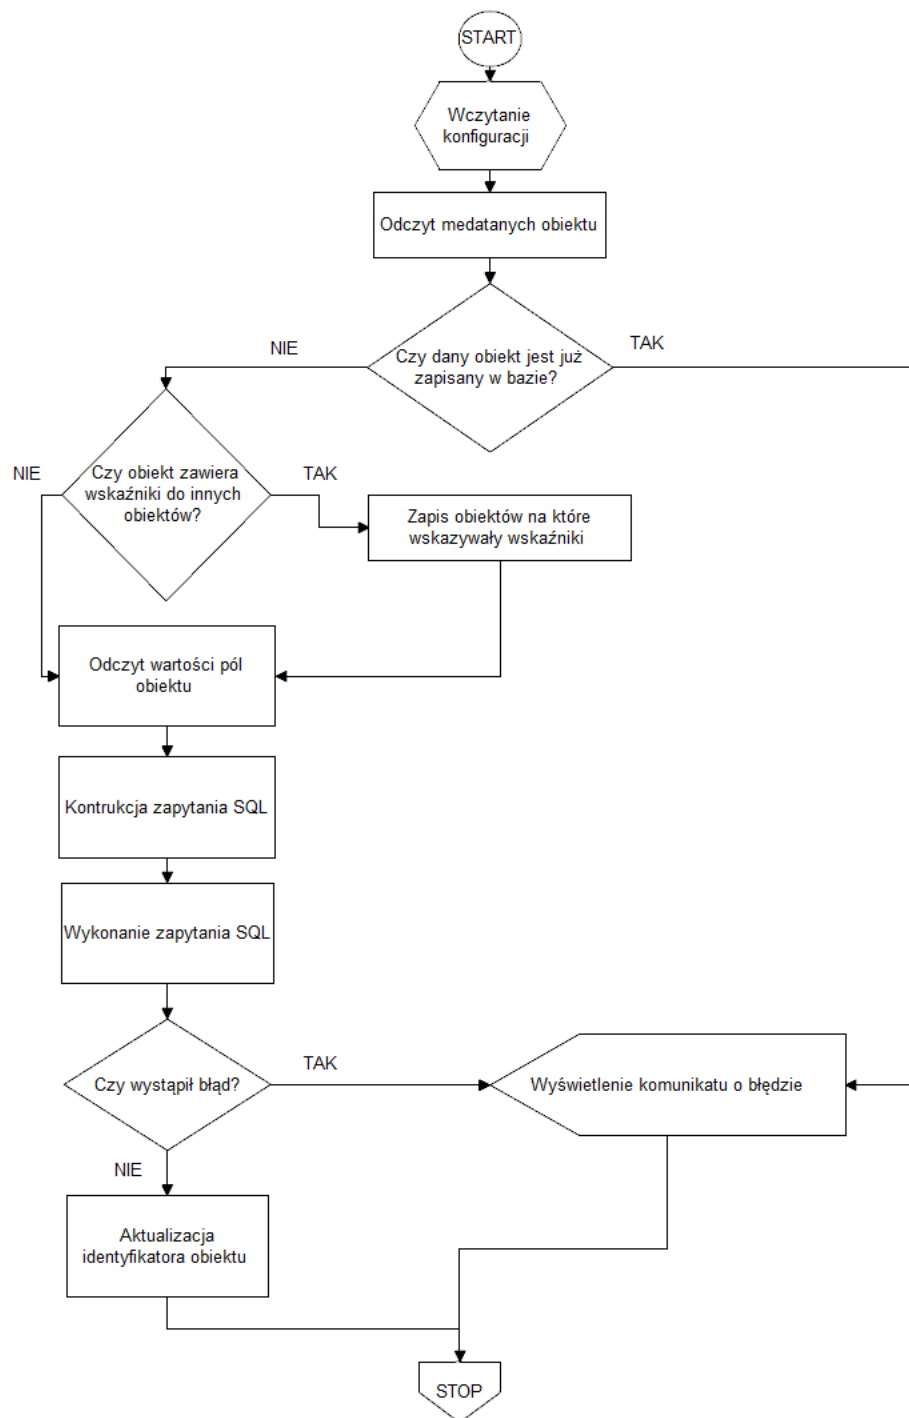 START
Wczytanie
konfiguracji
Odczyt medatanych obiektu
NIE
TAK
Czy dany obiekt jest już
zapisany w bazie?
NIE
Czy obiekt zawiera
wskaźniki do innych
obiektów?
TAK
Zapis obiektów na które
wskazywały wskaźniki
Odczyt wartości pól
obiektu
Kontrukcja zapytania SQL
Wykonanie zapytania SQL
Czy wystąpił błąd?
TAK
Wyświetlenie komunikatu o błędzie
NIE
Aktualizacja
identyfikatora obiektu
STOP